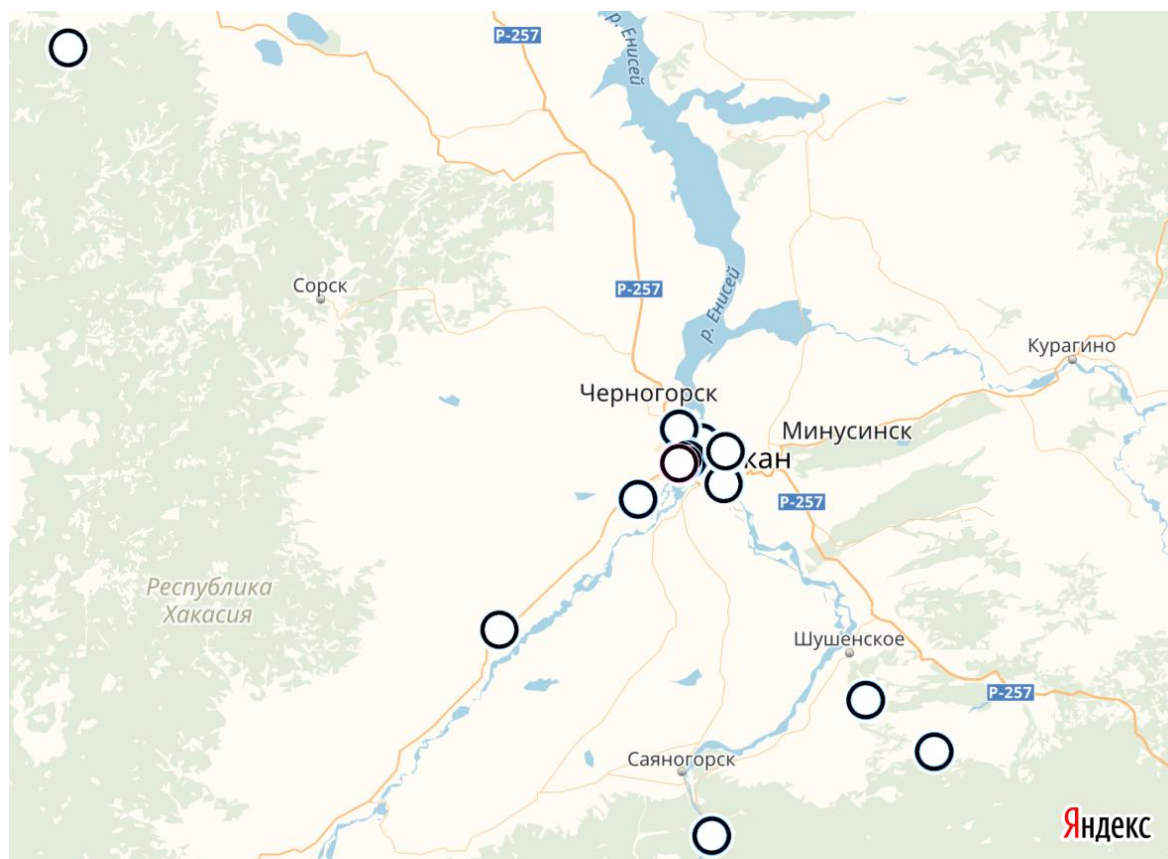 Р-257
р. Енисей
Сорск
Р-257
р. Енисей
Курагино
Черногорск
Минусинск
кан
Р-257
Республика
Хакасия
Шушенское
Р-257
Саяногорск
Яндекс